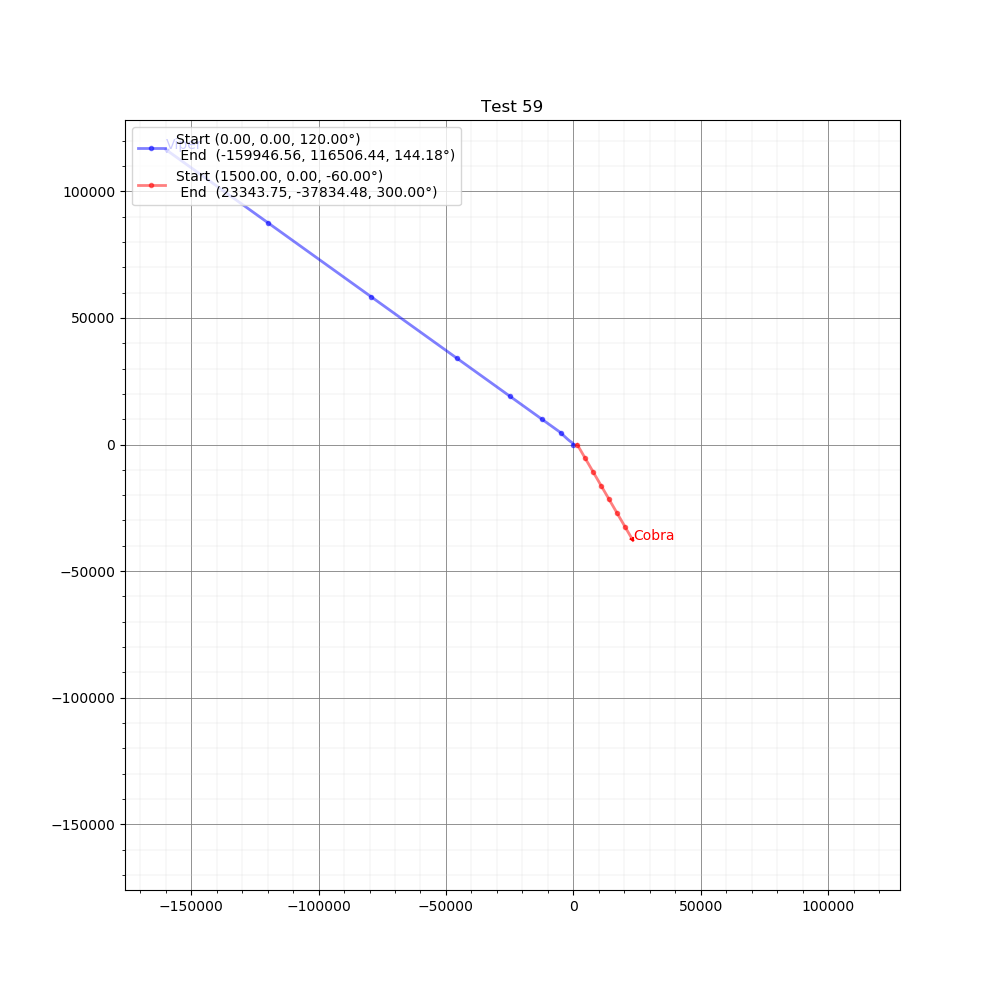 Test 59
Start (0.00, 0.00, 120.00°)
End (-159946.56, 116506.44, 144.18°)
Start (1500.00, 0.00, -60.00°)
End (23343.75, -37834.48, 300.00°)
100000
50000
0
−50000
−100000
−150000
Cobra
−150000
−100000
−50000
0
50000
100000